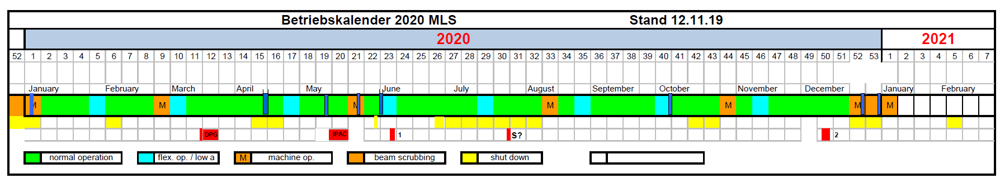 Betriebskalender 2020 MLS Stand 12.11.19
2020 2021
52 1 2 3 4 5 6 7 8 9 10 11 12 13 14 15 16 17 18 19 20 21 22 23 24 25 26 27 28 29 30 31 32 33 34 35 36 37 38 39 40 41 42 43 44 45 46 47 48 49 50 51 52 53 1 2 3 4 5 6 7
January February March April May June July August September October November December January February
M M M M M M M
DPG IPAC 1 S? 2
normal operation flex. op. / low a M machine op. beam scrubbing shut down